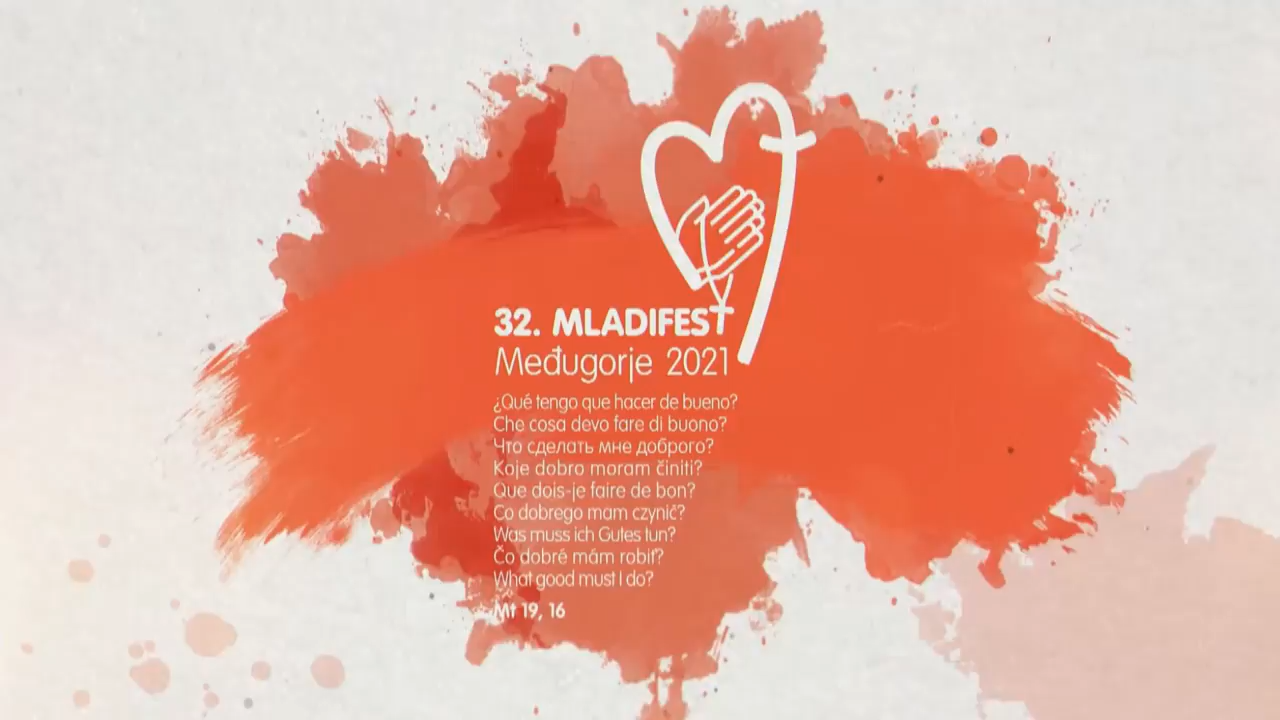 32. MLADIFEST
Međugorje 2021
¿Qué tengo que hacer de bueno?
Che cosa devo fare di buono?
Что сделать мне доброго?
Koje dobro moram činiti?
Que dois-je faire de bon?
Co dobrego mam czynić?
Was muss ich Gutes tun?
Čo dobré mám robiť?
What good must I do?
Mt 19, 16